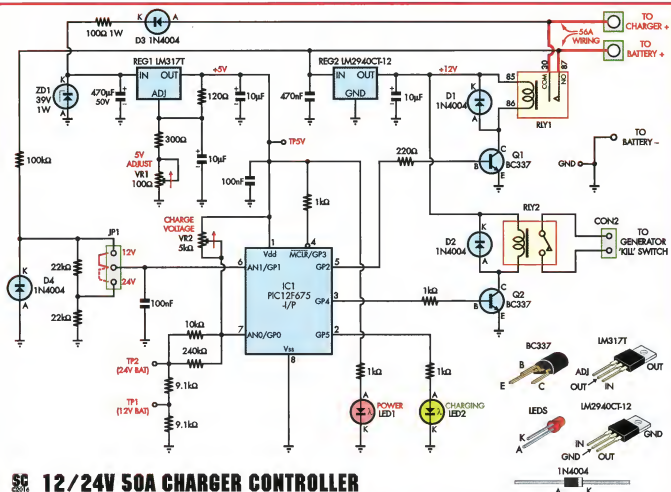 TO
CHARGER +
56A
WIRING
TO
BATTERY +
K
A
100Ω 1W
D3 1N4004
30
87
COM
NO
REG1 LM317T
+5V
REG2 LM2940CT-12
+12V
IN
OUT
ADJ
IN
OUT
GND
85
86
RLY1
K
ZD1
39V
1W
A
470µF
50V
120Ω
10µF
470nF
10µF
K
D1
1N4004
A
300Ω
10µF
5V
ADJUST
VR1
100Ω
100kΩ
TP5V
100nF
1kΩ
220Ω
C
B
E
Q1
BC337
GND
TO
BATTERY –
RLY2
CON2
TO
GENERATOR
'KILL' SWITCH
CHARGE
VOLTAGE
VR2
5kΩ
K
D2
1N4004
A
JP1
12V
24V
K
D4
1N4004
A
22kΩ
22kΩ
100nF
1
Vdd
4
MCLR/GP3
6
AN1/GP1
GP2
5
IC1
PIC12F675
-I/P
GP4
3
7
AN0/GP0
GP5
2
Vss
8
1kΩ
C
B
E
Q2
BC337
10kΩ
240kΩ
TP2
(24V BAT)
9.1kΩ
TP1
(12V BAT)
9.1kΩ
1kΩ
1kΩ
A
POWER
LED1
λ
K
A
CHARGING
LED2
λ
K
BC337
B
E
C
LM317T
ADJ
OUT
IN
OUT
LEDS
K
A
LM2940CT-12
IN
GND
OUT
GND
1N4004
A
K
SC
©2016
12/24V 50A CHARGER CONTROLLER